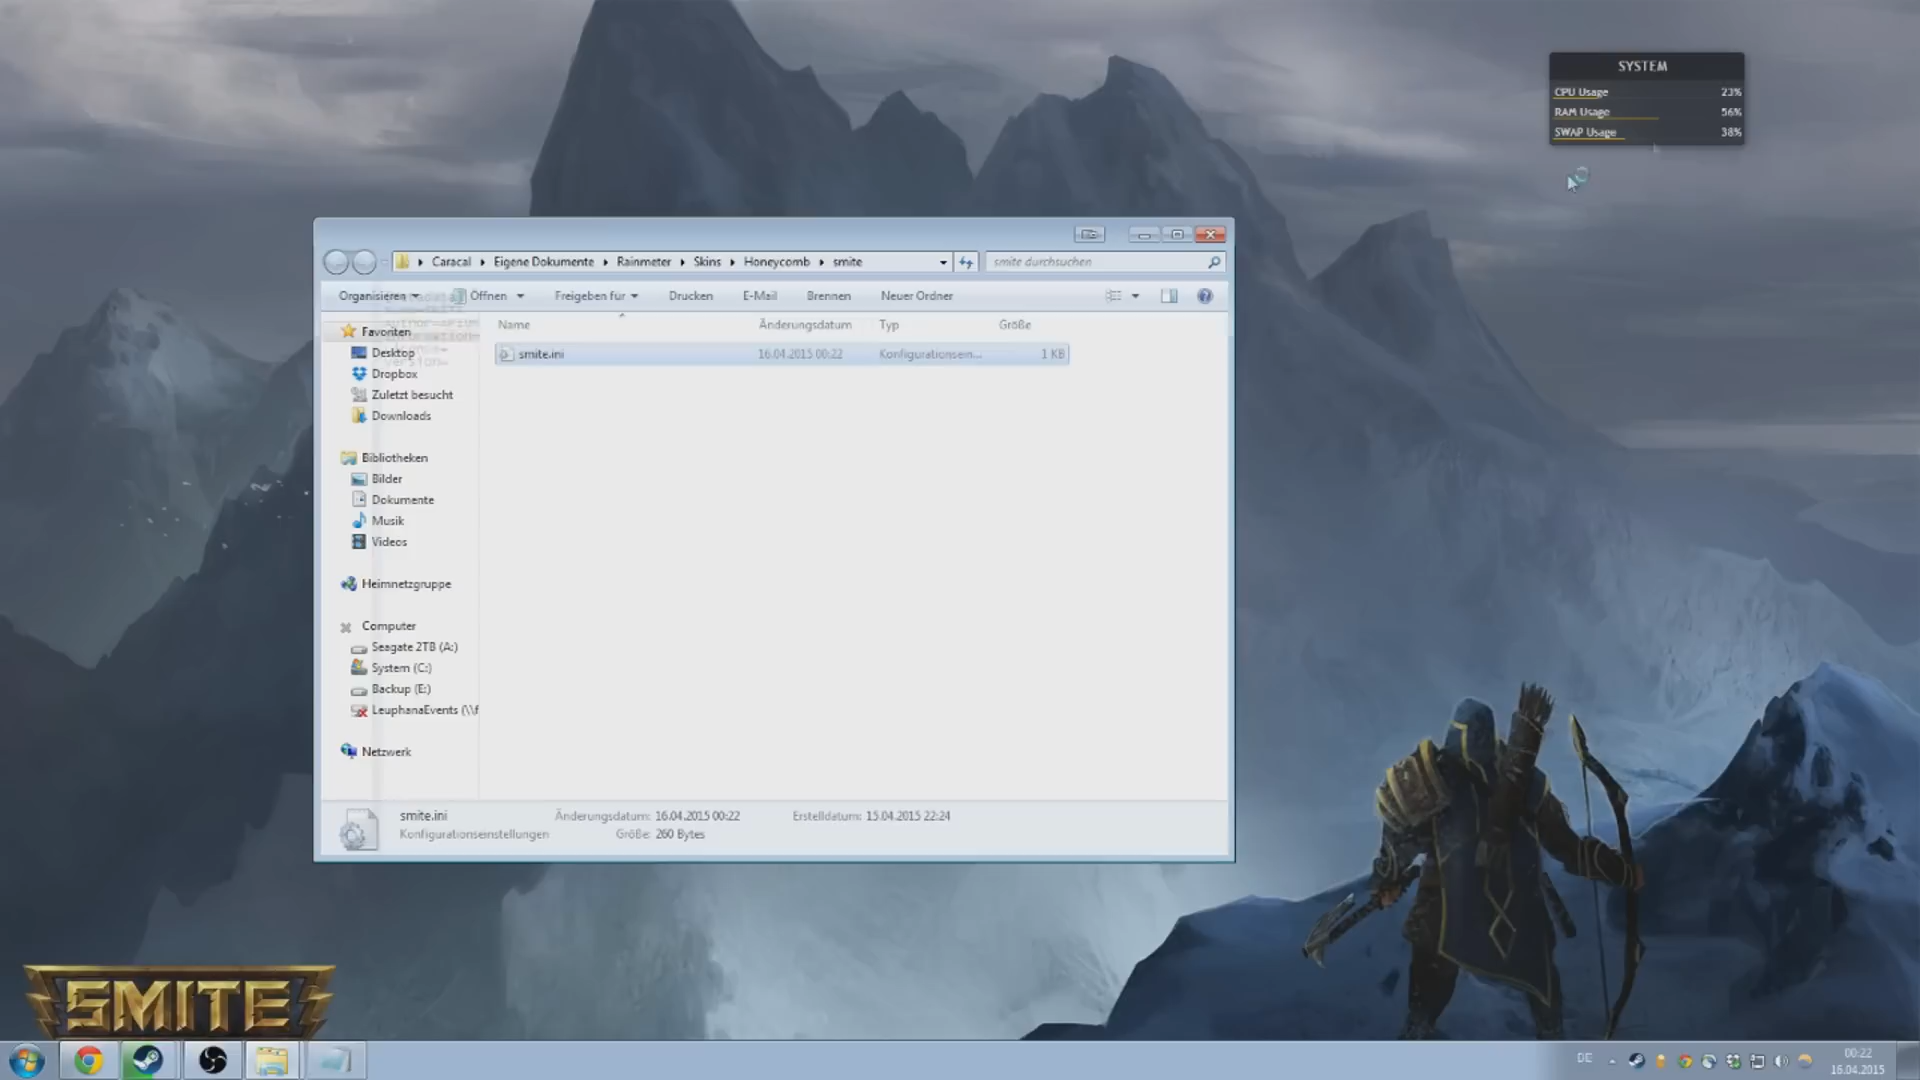 SYSTEM
CPU Usage 23%
RAM Usage 56%
SWAP Usage 38%
Caracal Eigene Dokumente Rainmeter Skins Honeycomb smite
smite durchsuchen
Organisieren Öffnen Freigeben für Drucken E-Mail Brennen Neuer Ordner
Name Änderungsdatum Typ Größe
smite.ini 16.04.2015 00:22 Konfigurationsein... 1 KB
Favoriten
Desktop
Dropbox
Zuletzt besucht
Downloads
Bibliotheken
Bilder
Dokumente
Musik
Videos
Heimnetzgruppe
Computer
Seagate 2TB (A:)
System (C:)
Backup (E:)
LeuphanaEvents (\\f
Netzwerk
smite.ini Änderungsdatum: 16.04.2015 00:22 Erstelldatum: 15.04.2015 22:24
Konfigurationseinstellungen Größe: 260 Bytes
SMITE
DE
00:22
16.04.2015